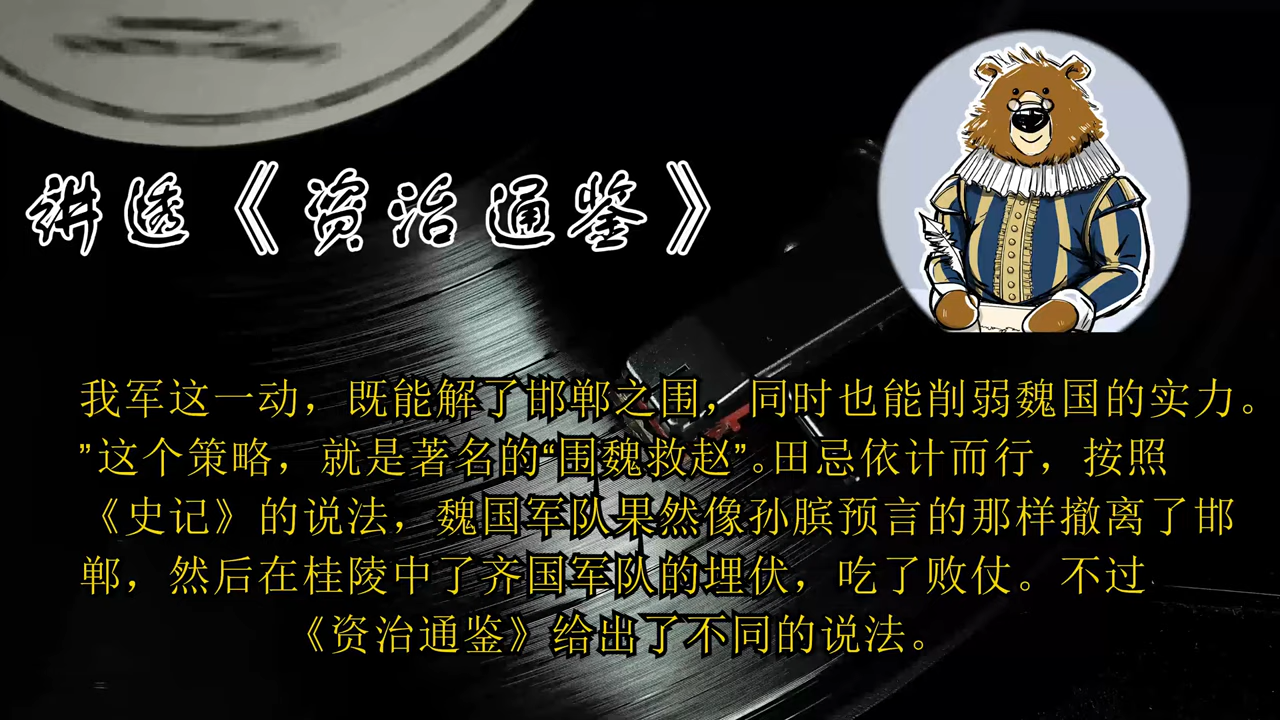 讲透《资治通鉴》
我军这一动，既能解了邯郸之围，同时也能削弱魏国的实力。
”这个策略，就是著名的“围魏救赵”。田忌依计而行，按照
《史记》的说法，魏国军队果然像孙膑预言的那样撤离了邯
郸，然后在桂陵中了齐国军队的埋伏，吃了败仗。不过
《资治通鉴》给出了不同的说法。